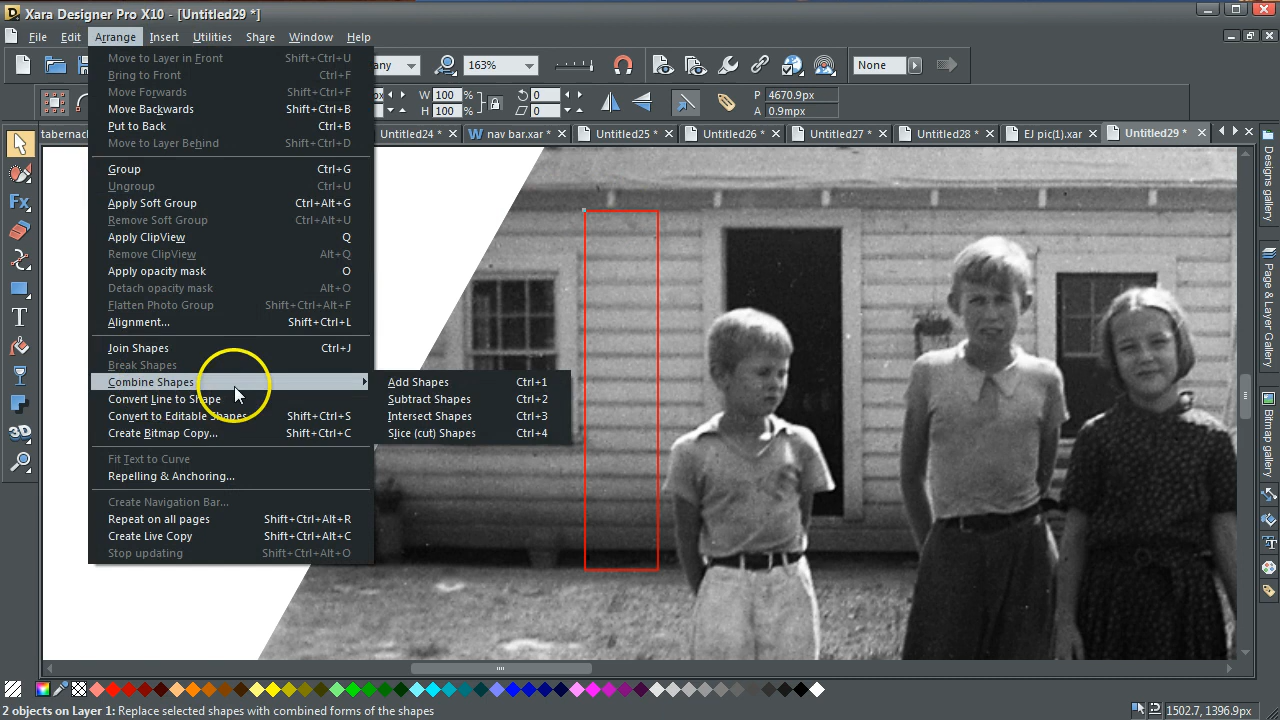 Xara Designer Pro X10 - [Untitled29 *]
File Edit Arrange Insert Utilities Share Window Help
163% None
W 100 % 0 P 4670.9px
H 100 % 0 A 0.9mpx
Untitled24 * nav bar.xar * Untitled25 * Untitled26 * Untitled27 * Untitled28 * EJ pic(1).xar Untitled29 *
Move to Layer in Front Shift+Ctrl+U
Bring to Front Ctrl+F
Move Forwards Shift+Ctrl+F
Move Backwards Shift+Ctrl+B
Put to Back Ctrl+B
Move to Layer Behind Shift+Ctrl+D
Group Ctrl+G
Ungroup Ctrl+U
Apply Soft Group Ctrl+Alt+G
Remove Soft Group Ctrl+Alt+U
Apply ClipView Q
Remove ClipView Alt+Q
Apply opacity mask O
Detach opacity mask Alt+O
Flatten Photo Group Shift+Ctrl+Alt+F
Alignment... Shift+Ctrl+L
Join Shapes Ctrl+J
Break Shapes
Combine Shapes
Convert Line to Shape
Convert to Editable Shapes Shift+Ctrl+S
Create Bitmap Copy... Shift+Ctrl+C
Fit Text to Curve
Repelling & Anchoring...
Create Navigation Bar...
Repeat on all pages Shift+Ctrl+Alt+R
Create Live Copy Shift+Ctrl+Alt+C
Stop updating Shift+Ctrl+Alt+O
Add Shapes Ctrl+1
Subtract Shapes Ctrl+2
Intersect Shapes Ctrl+3
Slice (cut) Shapes Ctrl+4
Fx
T
3D
Designs gallery
Page & Layer Gallery
2 objects on Layer 1: Replace selected shapes with combined forms of the shapes
1502.7, 1396.9px